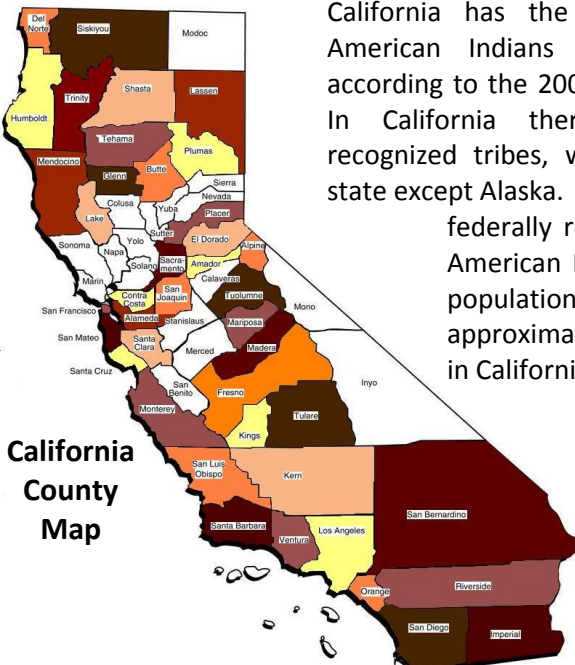 California has the
American Indians
according to the 200
In California ther
recognized tribes, w
state except Alaska.
federally r
American
population
approxima
in Californi
California
County
Map
Del
Norte
Siskiyou
Modoc
Humboldt
Trinity
Shasta
Lassen
Tehama
Mendocino
Glenn
Butte
Plumas
Sierra
Colusa
Yuba
Nevada
Lake
Sutter
Placer
Sonoma
Napa
Yolo
El Dorado
Alpine
Marin
Solano
Sacra-
mento
Amador
Calaveras
San Francisco
Contra
Costa
San
Joaquin
Tuolumne
Mono
Alameda
Stanislaus
San Mateo
Santa
Clara
Merced
Mariposa
Madera
Santa Cruz
San
Benito
Fresno
Inyo
Monterey
Kings
Tulare
San Luis
Obispo
Kern
San Bernardino
Santa Barbara
Ventura
Los Angeles
Orange
Riverside
San Diego
Imperial